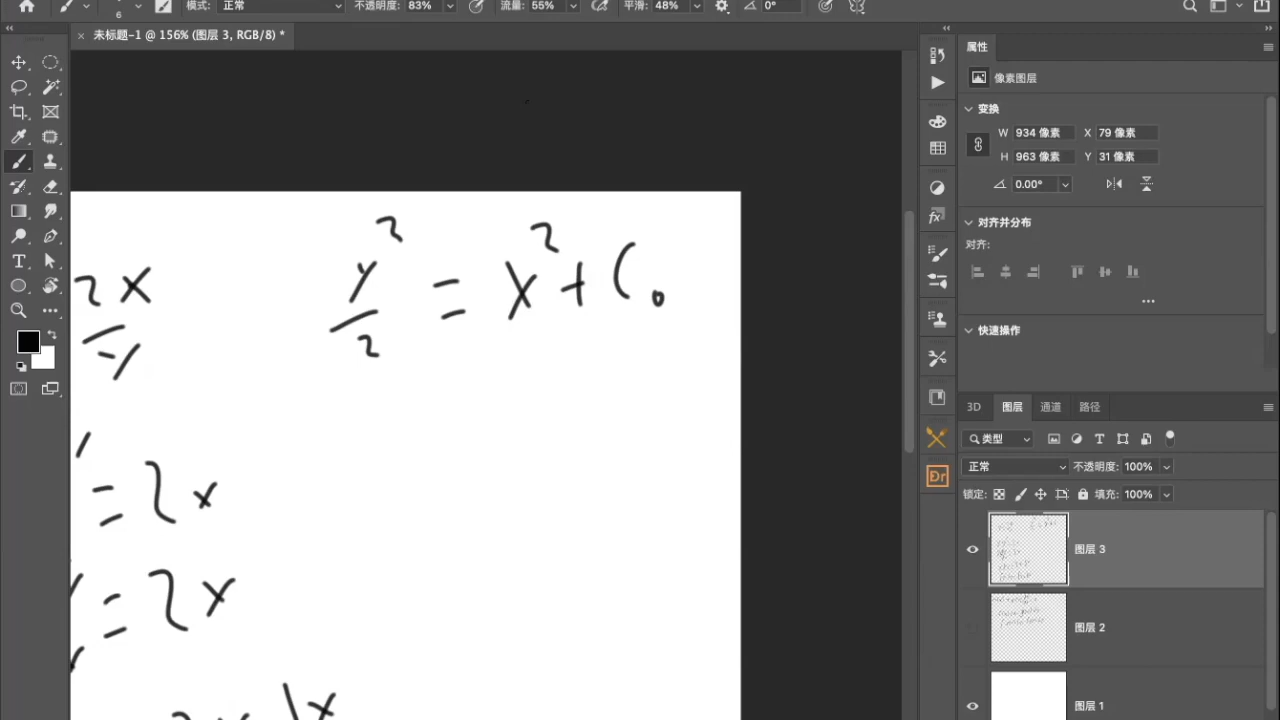 模式: 正常 不透明度: 83% 流量: 55% 平滑: 48% 0°
6
× 未标题-1 @ 156% (图层 3, RGB/8) *
属性
像素图层
变换
W 934 像素 X 79 像素
H 963 像素 Y 31 像素
0.00°
对齐并分布
对齐:
快速操作
3D 图层 通道 路径
类型
正常 不透明度: 100%
锁定: 填充: 100%
图层 3
图层 2
图层 1
fx
Dr
2x
y
y²/2 = x² + C。
= 2x
= 2x